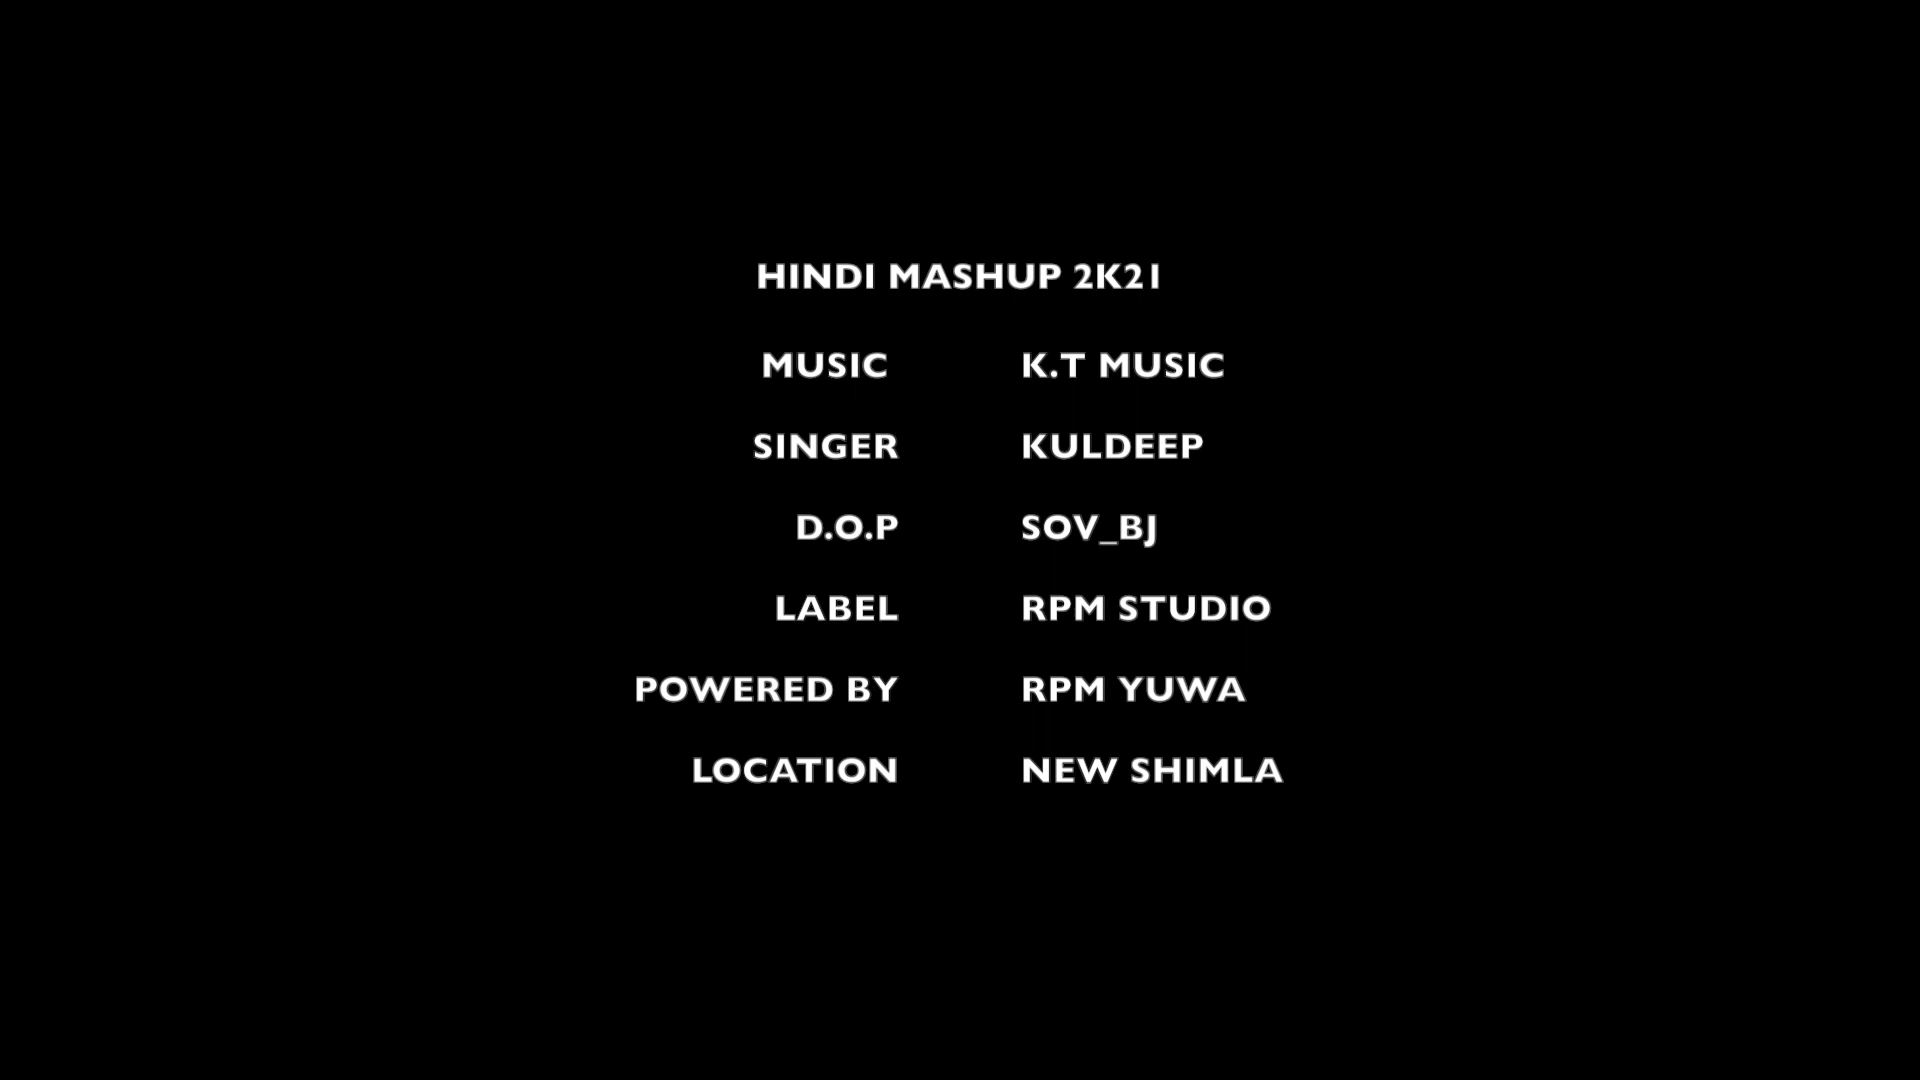 HINDI MASHUP 2K21
MUSIC K.T MUSIC
SINGER KULDEEP
D.O.P SOV_BJ
LABEL RPM STUDIO
POWERED BY RPM YUWA
LOCATION NEW SHIMLA